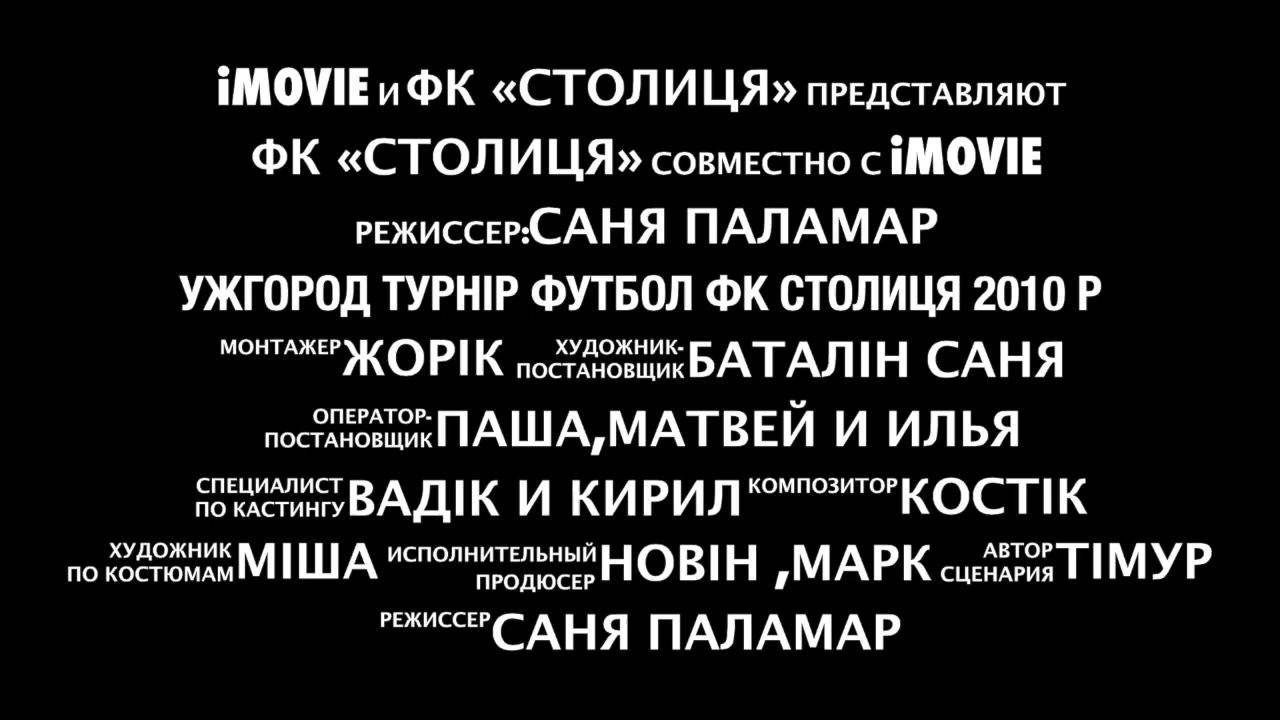 iMOVIE И ФК «СТОЛИЦЯ» ПРЕДСТАВЛЯЮТ
ФК «СТОЛИЦЯ» СОВМЕСТНО С iMOVIE
РЕЖИССЕР:САНЯ ПАЛАМАР
УЖГОРОД ТУРНІР ФУТБОЛ ФК СТОЛИЦЯ 2010 Р
МОНТАЖЕР ЖОРІК ХУДОЖНИК-ПОСТАНОВЩИК БАТАЛІН САНЯ
ОПЕРАТОР-ПОСТАНОВЩИК ПАША,МАТВЕЙ И ИЛЬЯ
СПЕЦИАЛИСТ ПО КАСТИНГУ ВАДІК И КИРИЛ КОМПОЗИТОР КОСТІК
ХУДОЖНИК ПО КОСТЮМАМ МІША ИСПОЛНИТЕЛЬНЫЙ ПРОДЮСЕР НОВІН ,МАРК АВТОР СЦЕНАРИЯ ТІМУР
РЕЖИССЕР САНЯ ПАЛАМАР